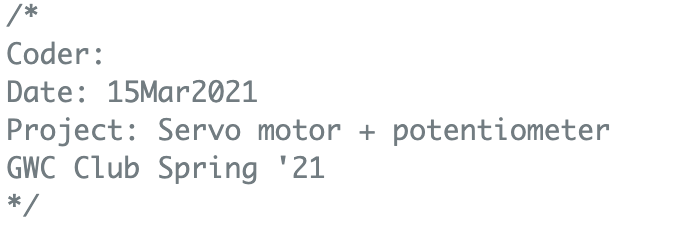 /*
Coder:
Date: 15Mar2021
Project: Servo motor + potentiometer
GWC Club Spring '21
*/